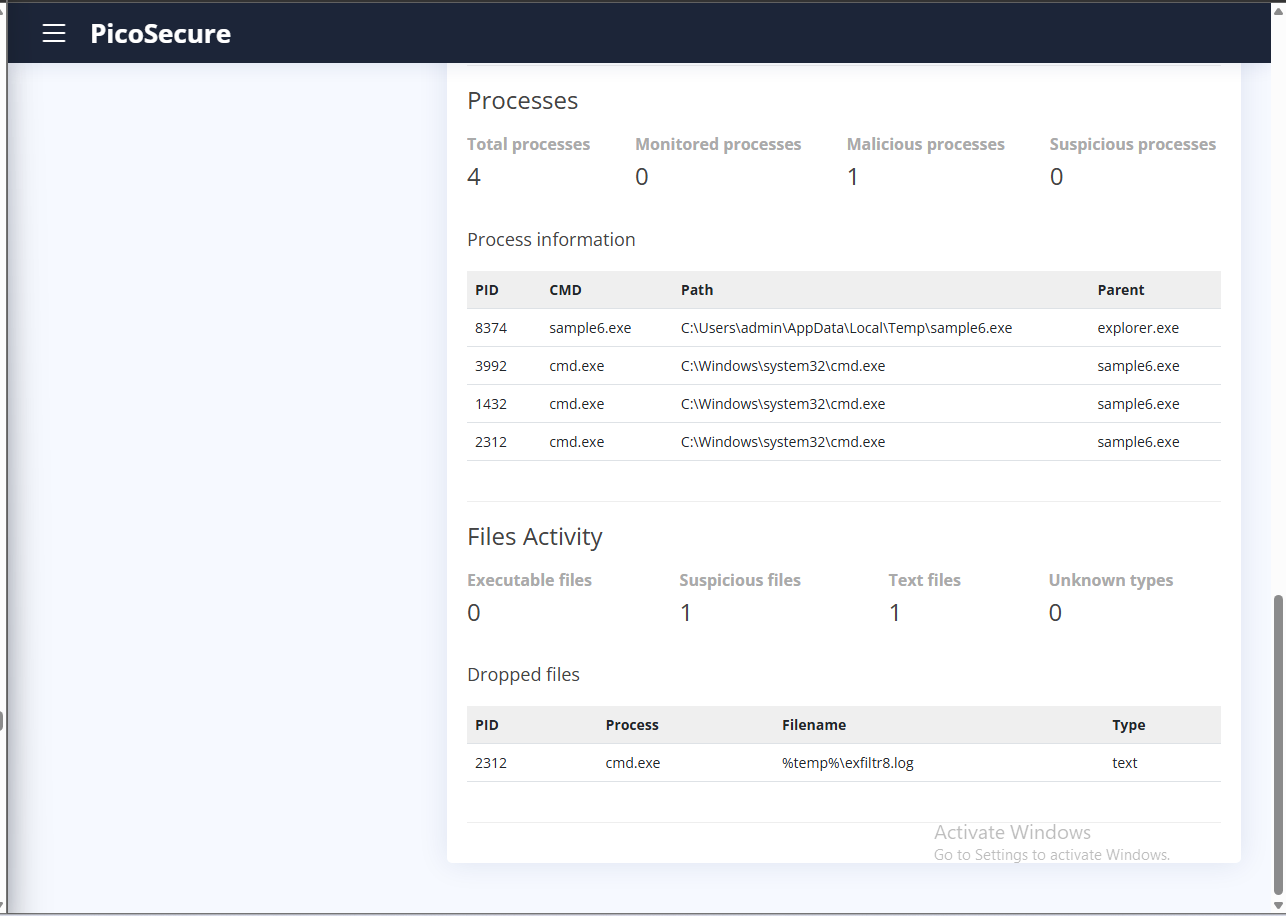 PicoSecure
Processes
Total processes Monitored processes Malicious processes Suspicious processes
4 0 1 0
Process information
PID CMD Path Parent
8374 sample6.exe C:\Users\admin\AppData\Local\Temp\sample6.exe explorer.exe
3992 cmd.exe C:\Windows\system32\cmd.exe sample6.exe
1432 cmd.exe C:\Windows\system32\cmd.exe sample6.exe
2312 cmd.exe C:\Windows\system32\cmd.exe sample6.exe
Files Activity
Executable files Suspicious files Text files Unknown types
0 1 1 0
Dropped files
PID Process Filename Type
2312 cmd.exe %temp%\exfiltr8.log text
Activate Windows
Go to Settings to activate Windows.